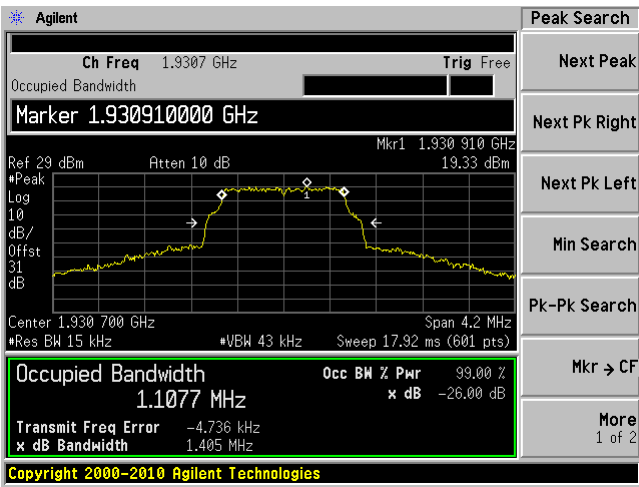 Agilent
Peak Search
Ch Freq 1.9307 GHz Trig Free
Occupied Bandwidth
Marker 1.930910000 GHz
Mkr1 1.930 910 GHz
Ref 29 dBm Atten 10 dB 19.33 dBm
#Peak
Log
10
dB/
Offst
31
dB
1
Center 1.930 700 GHz Span 4.2 MHz
#Res BW 15 kHz #VBW 43 kHz Sweep 17.92 ms (601 pts)
Occupied Bandwidth Occ BW % Pwr 99.00 %
1.1077 MHz x dB -26.00 dB
Transmit Freq Error -4.736 kHz
x dB Bandwidth 1.405 MHz
Copyright 2000-2010 Agilent Technologies
Next Peak
Next Pk Right
Next Pk Left
Min Search
Pk-Pk Search
Mkr → CF
More
1 of 2